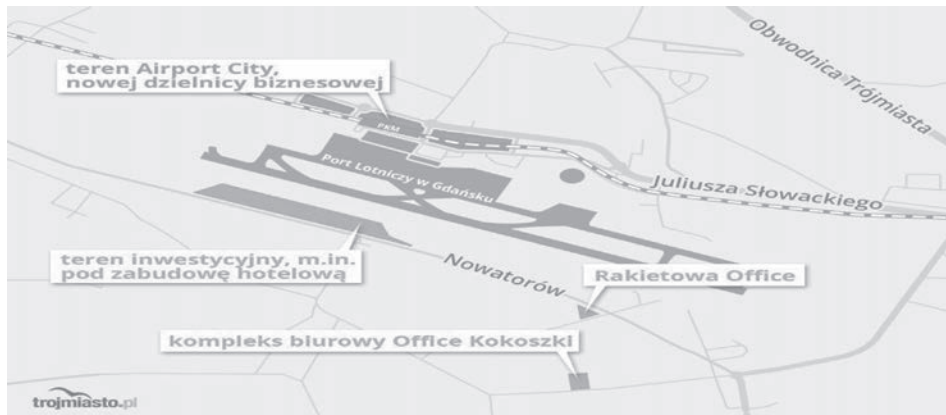 Obwodnica Trójmiasta
teren Airport City,
nowej dzielnicy biznesowej
PKM
Port Lotniczy w Gdańsku
Juliusza Słowackiego
teren inwestycyjny, m.in.
pod zabudowę hotelową
Nowatorów
Rakietowa Office
kompleks biurowy Office Kokoszki
trojmiasto.pl